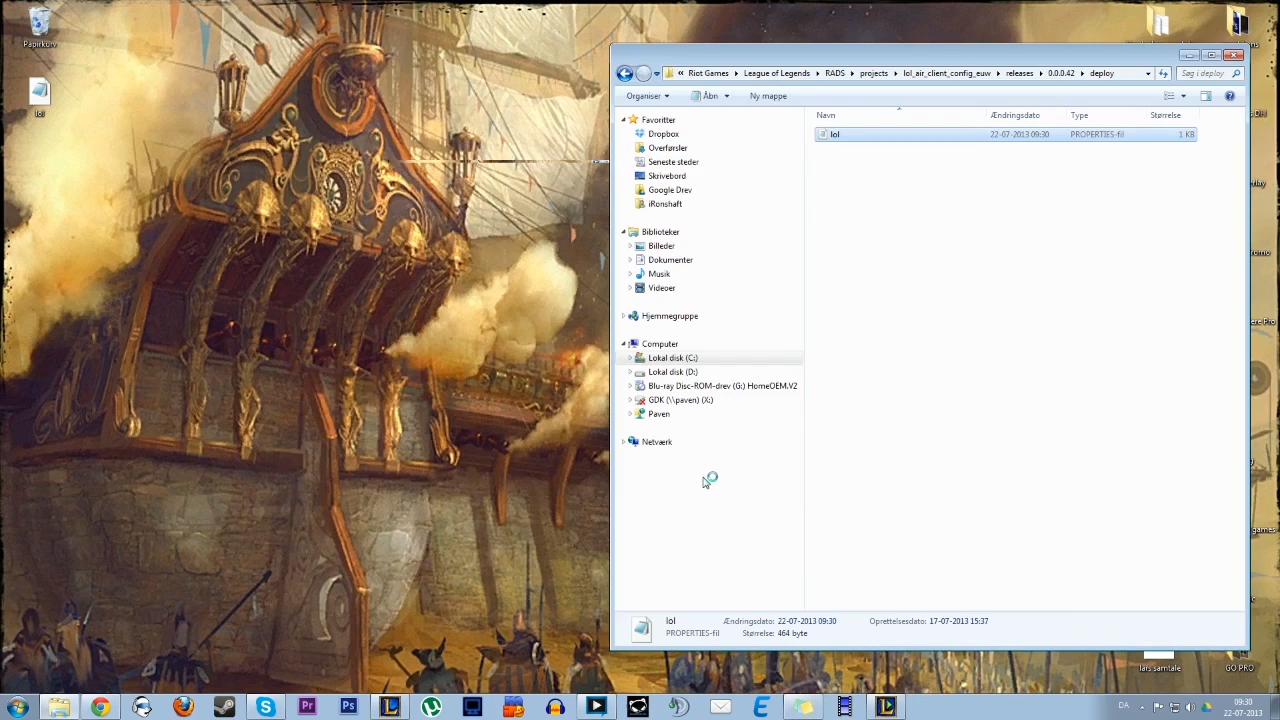 Papirkurv
lol
Riot Games
League of Legends
RADS
projects
lol_air_client_config_euw
releases
0.0.0.42
deploy
Søg i deploy
Organiser
Åbn
Ny mappe
Navn
Ændringsdato
Type
Størrelse
lol
22-07-2013 09:30
PROPERTIES-fil
1 KB
Favoritter
Dropbox
Overførsler
Seneste steder
Skrivebord
Google Drev
iRonshaft
Biblioteker
Billeder
Dokumenter
Musik
Videoer
Hjemmegruppe
Computer
Lokal disk (C:)
Lokal disk (D:)
Blu-ray Disc-ROM-drev (G:) HomeOEM.V2
GDK (\\paven) (X:)
Paven
Netværk
lol
Ændringsdato: 22-07-2013 09:30
Oprettelsesdato: 17-07-2013 15:37
PROPERTIES-fil
Størrelse: 464 byte
lars samtale
GO PRO
DA
09:30
22-07-2013